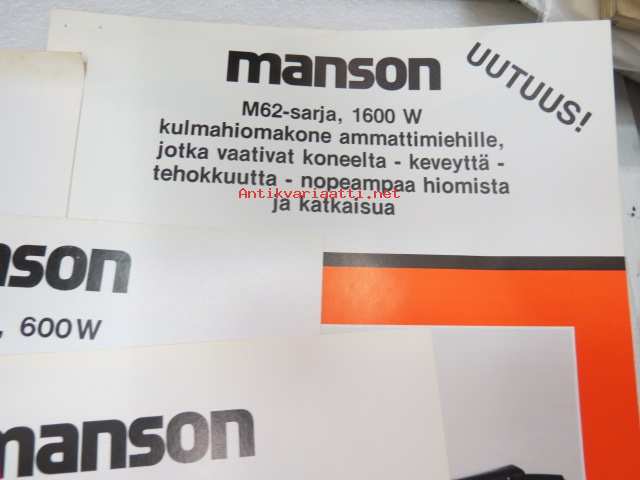 manson
UUTUUS!
M62-sarja, 1600 W
kulmahiomakone ammattimiehille,
jotka vaativat koneelta - keveyttä -
tehokkuutta - nopeampaa hiomista
ja katkaisua
Antikvariaatti.net
nson
, 600 W
manson